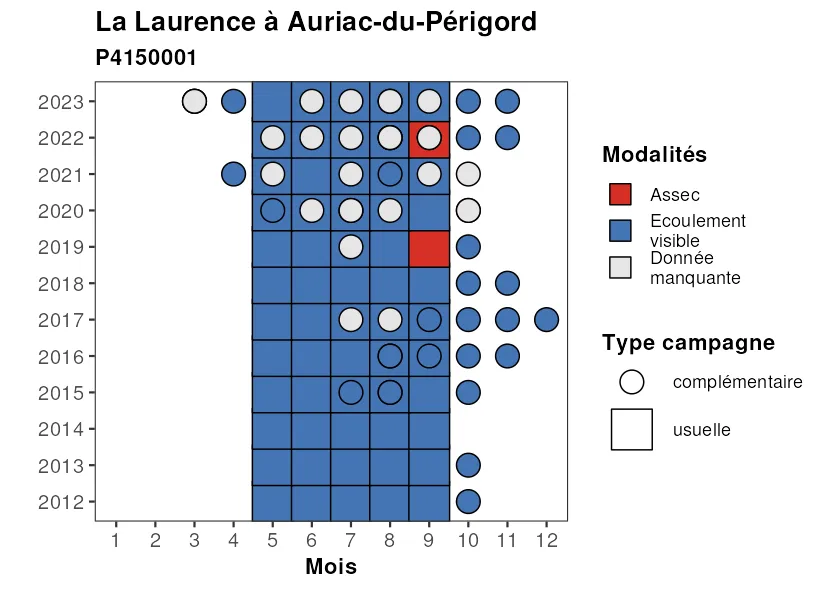 La Laurence à Auriac-du-Périgord
P4150001
2023
2022
2021
2020
2019
2018
2017
2016
2015
2014
2013
2012
1 2 3 4 5 6 7 8 9 10 11 12
Mois
Modalités
Assec
Ecoulement
visible
Donnée
manquante
Type campagne
complémentaire
usuelle